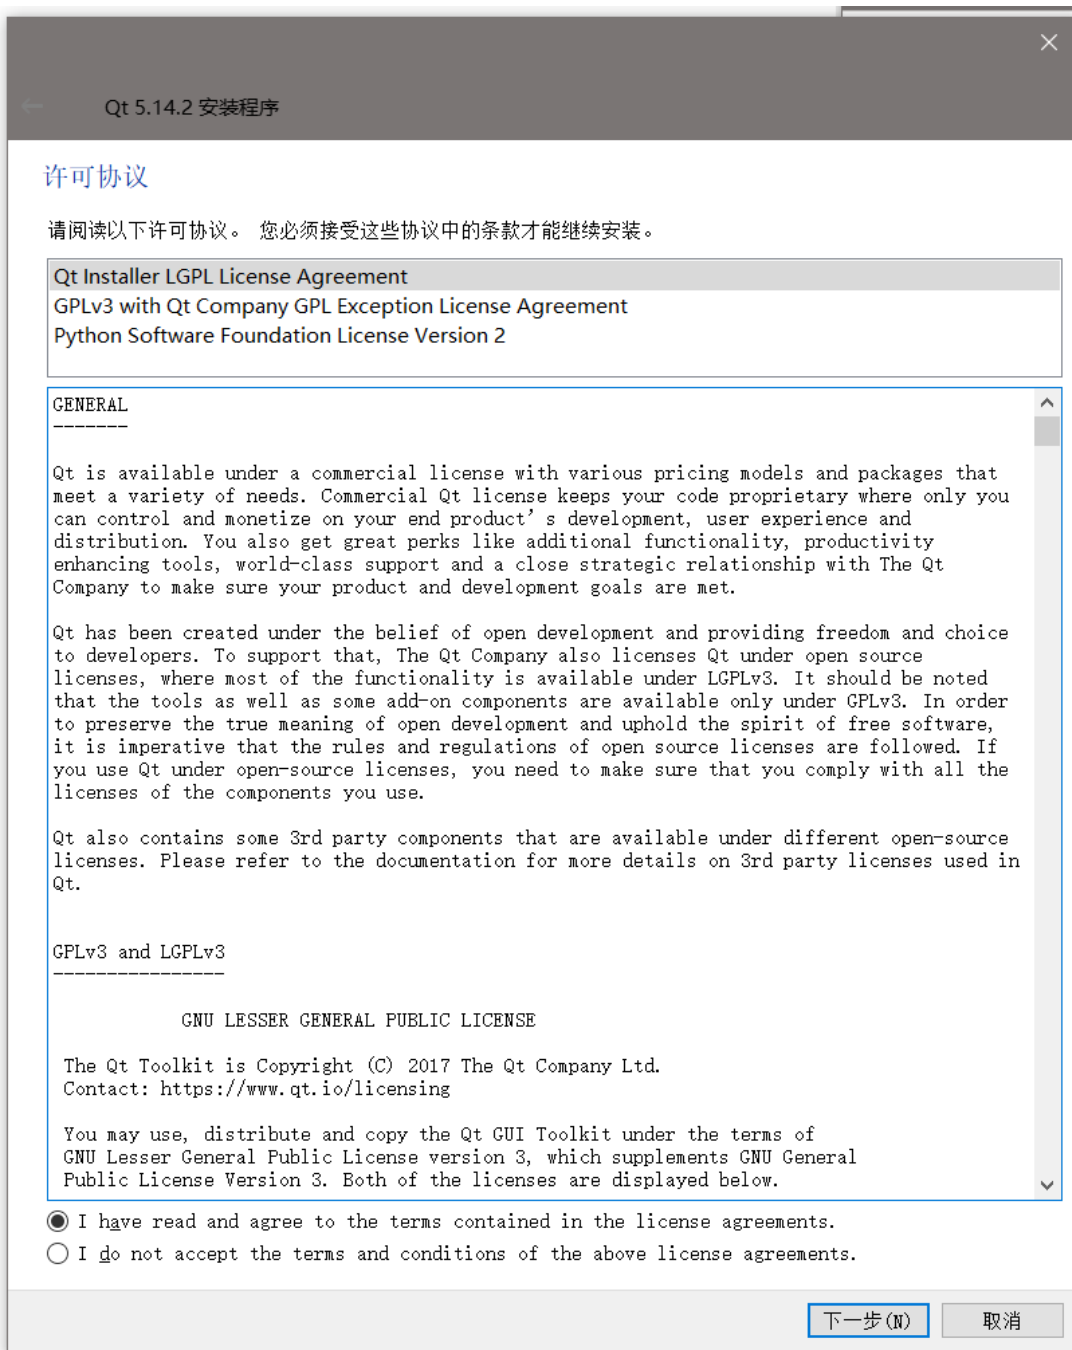 Qt 5.14.2 安装程序
许可协议
请阅读以下许可协议。 您必须接受这些协议中的条款才能继续安装。
Qt Installer LGPL License Agreement
GPLv3 with Qt Company GPL Exception License Agreement
Python Software Foundation License Version 2
GENERAL
-------
Qt is available under a commercial license with various pricing models and packages that
meet a variety of needs. Commercial Qt license keeps your code proprietary where only you
can control and monetize on your end product’s development, user experience and
distribution. You also get great perks like additional functionality, productivity
enhancing tools, world-class support and a close strategic relationship with The Qt
Company to make sure your product and development goals are met.
Qt has been created under the belief of open development and providing freedom and choice
to developers. To support that, The Qt Company also licenses Qt under open source
licenses, where most of the functionality is available under LGPLv3. It should be noted
that the tools as well as some add-on components are available only under GPLv3. In order
to preserve the true meaning of open development and uphold the spirit of free software,
it is imperative that the rules and regulations of open source licenses are followed. If
you use Qt under open-source licenses, you need to make sure that you comply with all the
licenses of the components you use.
Qt also contains some 3rd party components that are available under different open-source
licenses. Please refer to the documentation for more details on 3rd party licenses used in
Qt.
GPLv3 and LGPLv3
----------------
GNU LESSER GENERAL PUBLIC LICENSE
The Qt Toolkit is Copyright (C) 2017 The Qt Company Ltd.
Contact: https://www.qt.io/licensing
You may use, distribute and copy the Qt GUI Toolkit under the terms of
GNU Lesser General Public License version 3, which supplements GNU General
Public License Version 3. Both of the licenses are displayed below.
I have read and agree to the terms contained in the license agreements.
I do not accept the terms and conditions of the above license agreements.
下一步(N)
取消